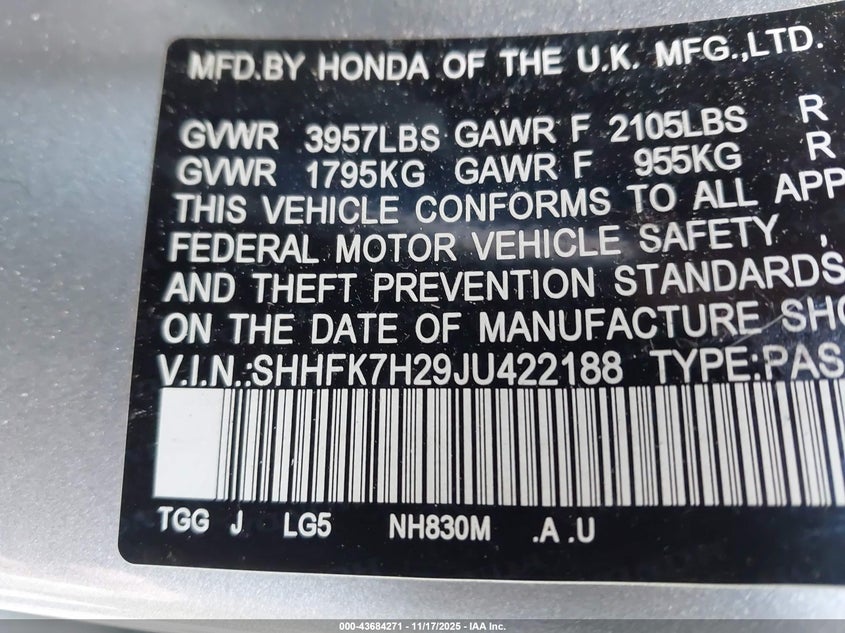 MFD.BY HONDA OF THE U.K. MFG.,LTD.
GVWR 3957LBS GAWR F 2105LBS R
GVWR 1795KG GAWR F 955KG R
THIS VEHICLE CONFORMS TO ALL APP
FEDERAL MOTOR VEHICLE SAFETY ,
AND THEFT PREVENTION STANDARDS
ON THE DATE OF MANUFACTURE SHO
V.I.N.:SHHFK7H29JU422188 TYPE:PAS
TGG J LG5 NH830M .A .U
000-43684271 - 11/17/2025 - IAA Inc.